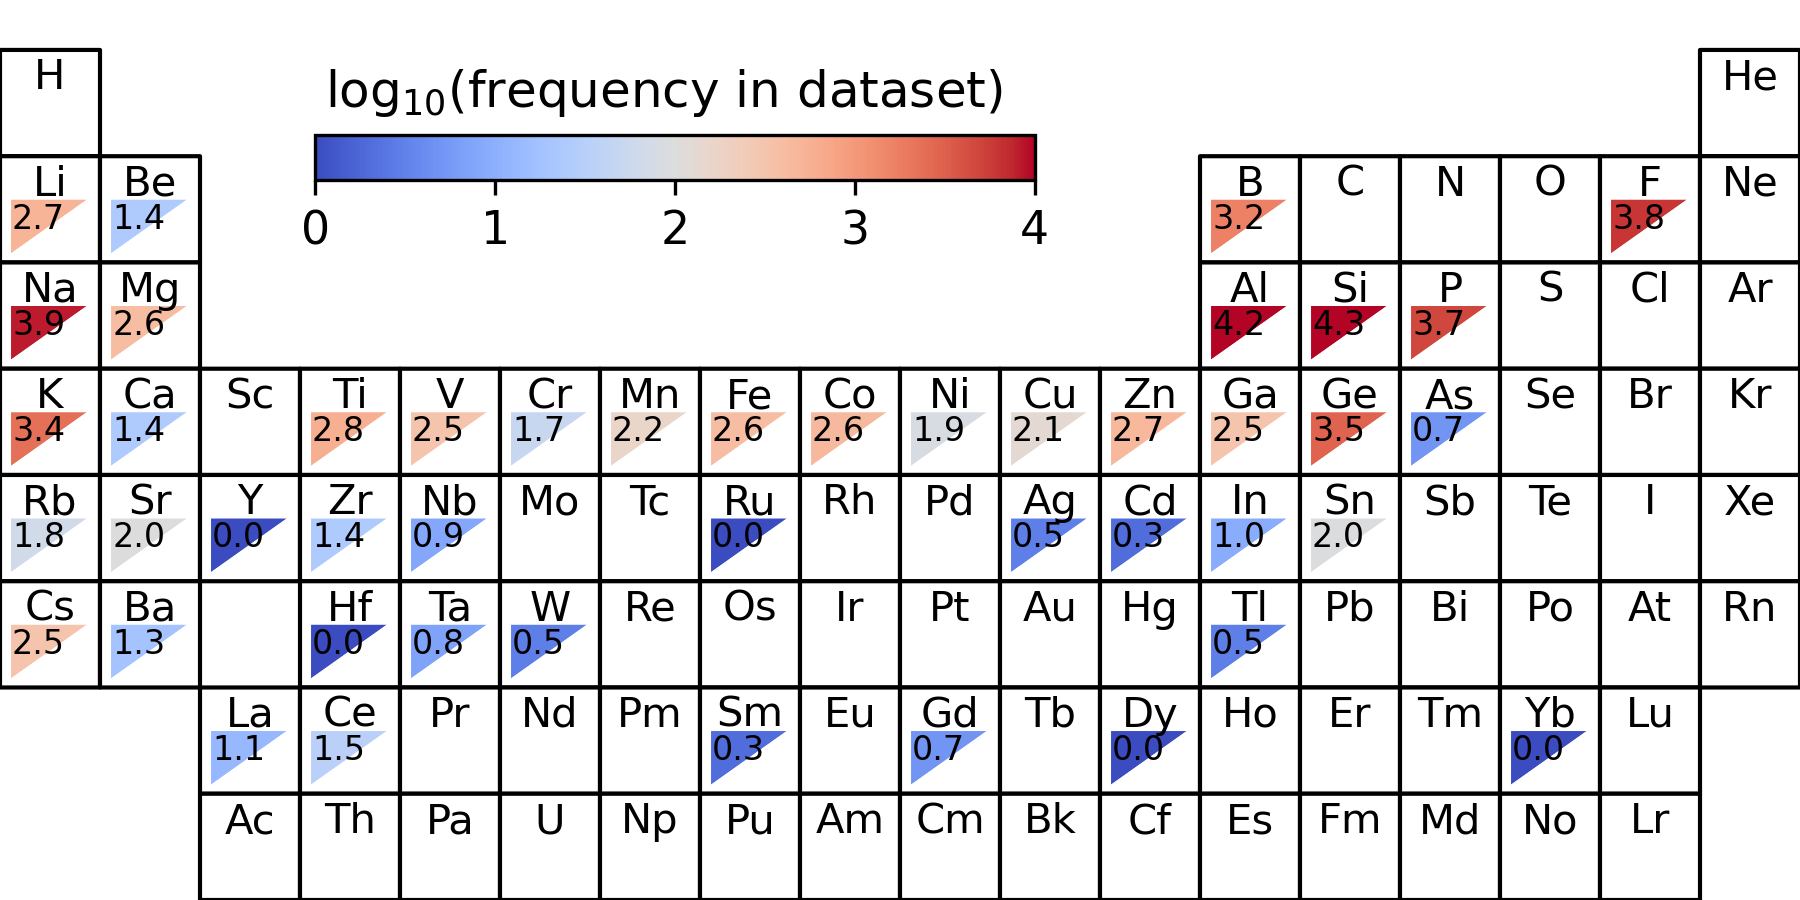 H He
log₁₀(frequency in dataset)
0 1 2 3 4
Li Be B C N O F Ne
2.7 1.4 3.2 3.8
Na Mg Al Si P S Cl Ar
3.9 2.6 4.2 4.3 3.7
K Ca Sc Ti V Cr Mn Fe Co Ni Cu Zn Ga Ge As Se Br Kr
3.4 1.4 2.8 2.5 1.7 2.2 2.6 2.6 1.9 2.1 2.7 2.5 3.5 0.7
Rb Sr Y Zr Nb Mo Tc Ru Rh Pd Ag Cd In Sn Sb Te I Xe
1.8 2.0 0.0 1.4 0.9 0.0 0.5 0.3 1.0 2.0
Cs Ba Hf Ta W Re Os Ir Pt Au Hg Tl Pb Bi Po At Rn
2.5 1.3 0.0 0.8 0.5 0.5
La Ce Pr Nd Pm Sm Eu Gd Tb Dy Ho Er Tm Yb Lu
1.1 1.5 0.3 0.7 0.0 0.0
Ac Th Pa U Np Pu Am Cm Bk Cf Es Fm Md No Lr